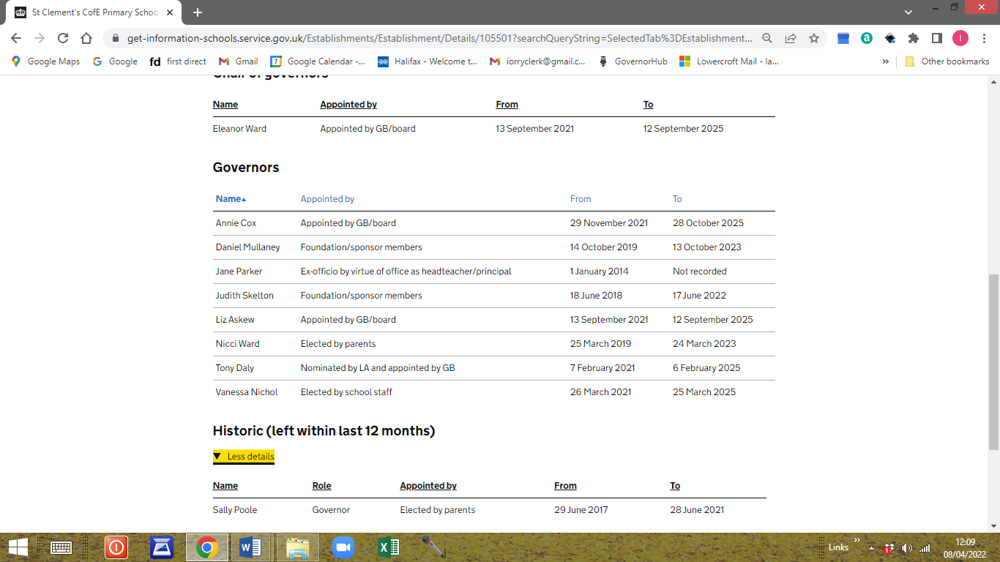 St Clement's CofE Primary School
get-information-schools.service.gov.uk/Establishments/Establishment/Details/105501?searchQueryString=SelectedTab%3DEstablishment...
I
Google Maps Google fd first direct Gmail 7 Google Calendar -... Halifax - Welcome t... iorryclerk@gmail.c... GovernorHub Lowercroft Mail - la... » Other bookmarks
Chair of governors
Name Appointed by From To
Eleanor Ward Appointed by GB/board 13 September 2021 12 September 2025
Governors
Name Appointed by From To
Annie Cox Appointed by GB/board 29 November 2021 28 October 2025
Daniel Mullaney Foundation/sponsor members 14 October 2019 13 October 2023
Jane Parker Ex-officio by virtue of office as headteacher/principal 1 January 2014 Not recorded
Judith Skelton Foundation/sponsor members 18 June 2018 17 June 2022
Liz Askew Appointed by GB/board 13 September 2021 12 September 2025
Nicci Ward Elected by parents 25 March 2019 24 March 2023
Tony Daly Nominated by LA and appointed by GB 7 February 2021 6 February 2025
Vanessa Nichol Elected by school staff 26 March 2021 25 March 2025
Historic (left within last 12 months)
Less details
Name Role Appointed by From To
Sally Poole Governor Elected by parents 29 June 2017 28 June 2021
Links » 12:09
08/04/2022